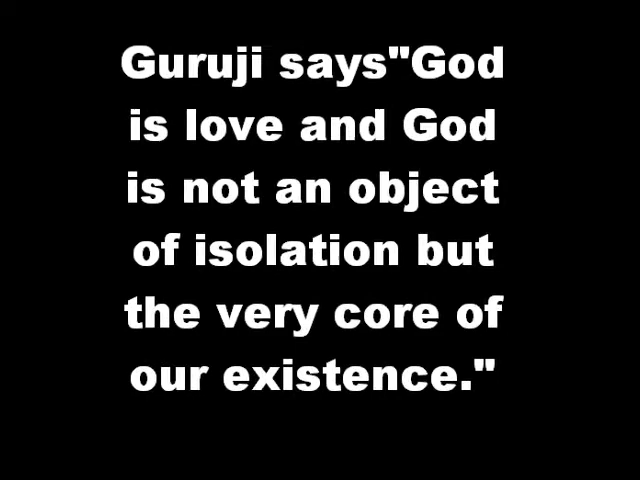 Guruji says"God
is love and God
is not an object
of isolation but
the very core of
our existence."